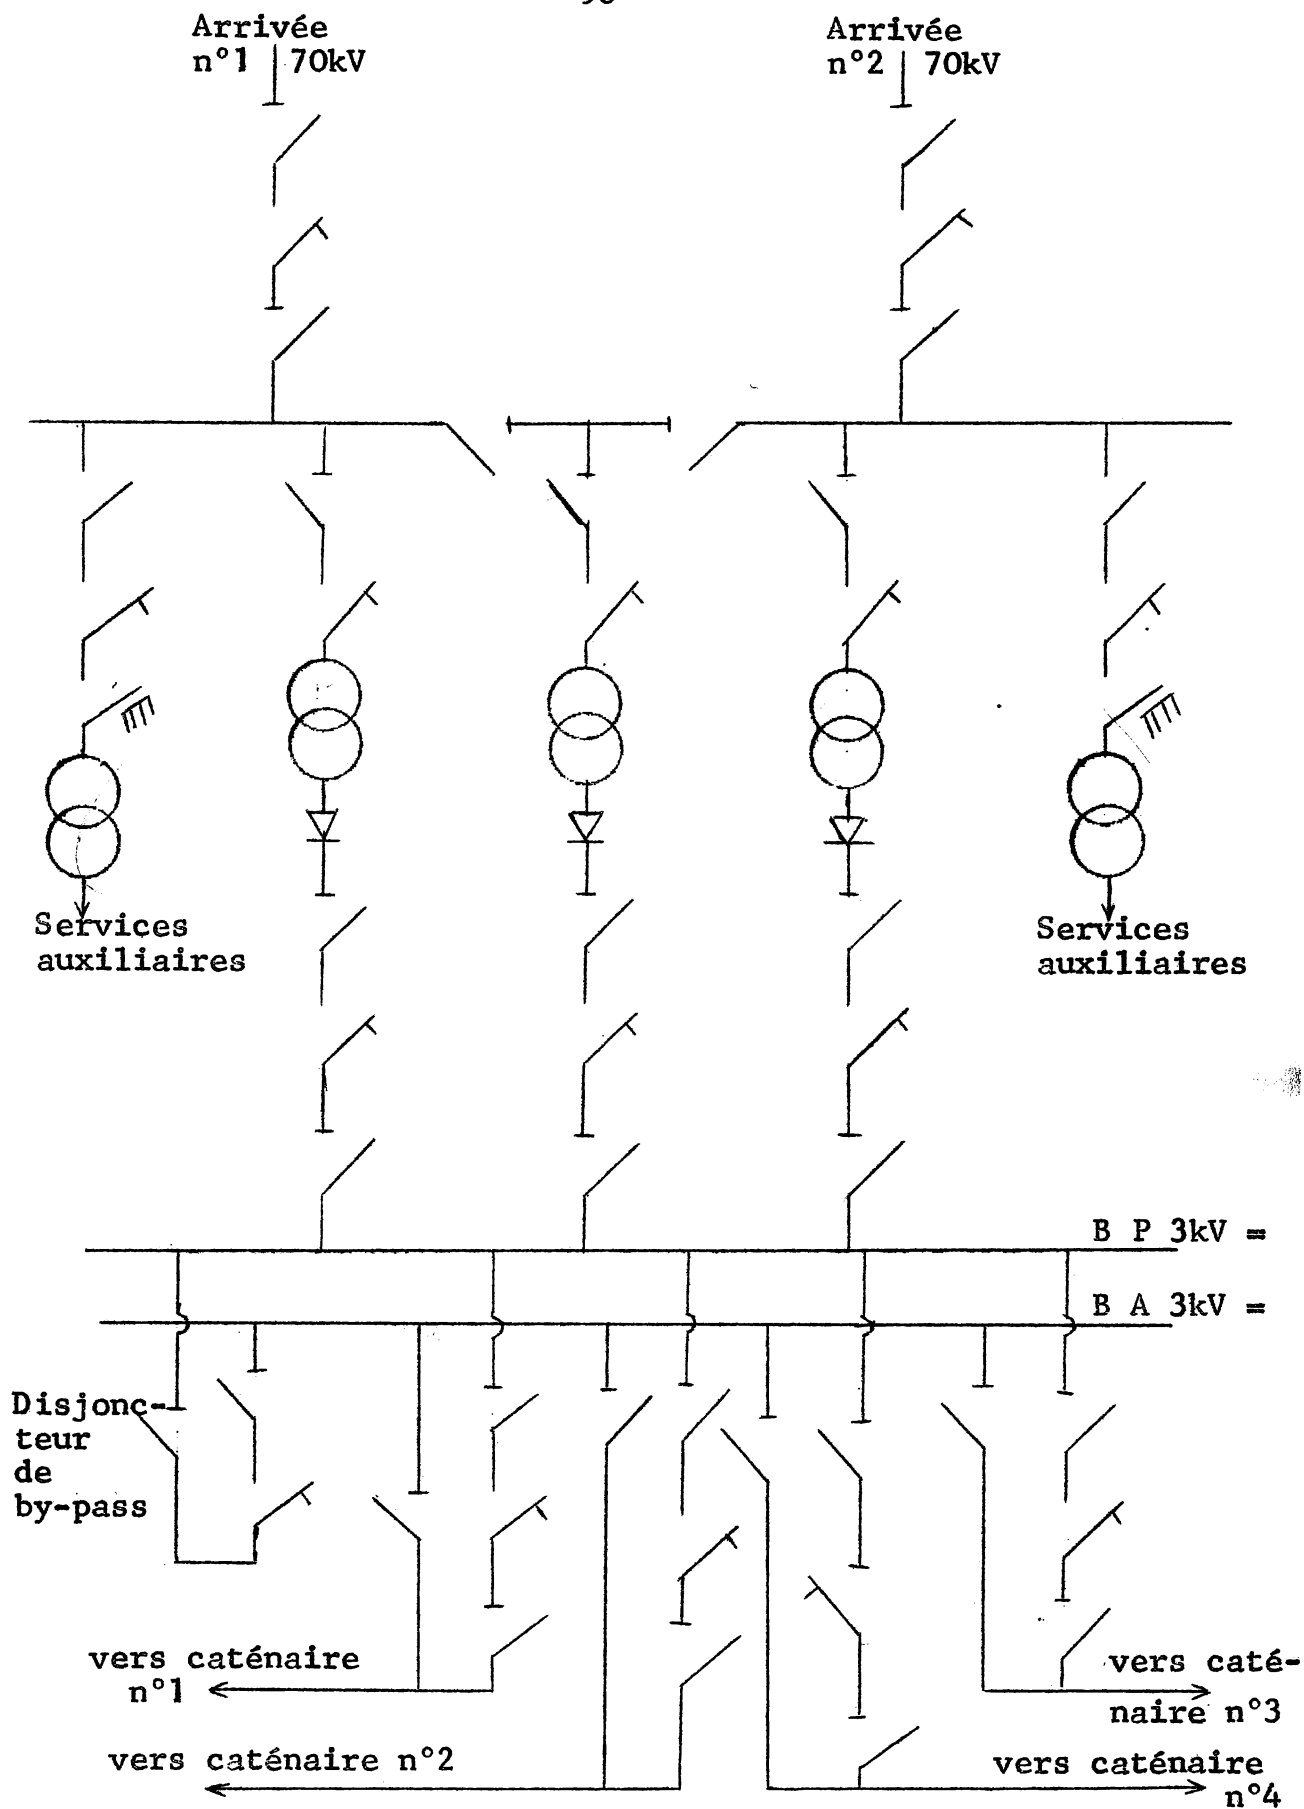 Arrivée
n°1 70kV
Arrivée
n°2 70kV
Services
auxiliaires
Services
auxiliaires
B P 3kV =
B A 3kV =
Disjonc-
teur
de
by-pass
vers caténaire
n°1
vers caté-
naire n°3
vers caténaire n°2
vers caténaire
n°4